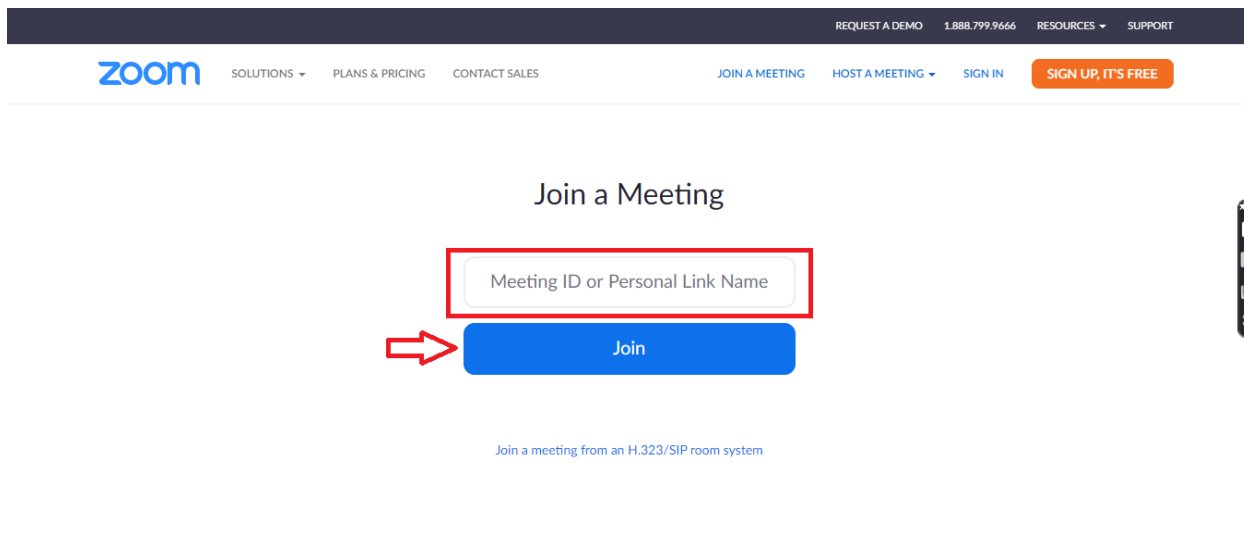 REQUEST A DEMO 1.888.799.9666 RESOURCES SUPPORT
zoom SOLUTIONS PLANS & PRICING CONTACT SALES JOIN A MEETING HOST A MEETING SIGN IN SIGN UP, IT'S FREE
Join a Meeting
Meeting ID or Personal Link Name
Join
Join a meeting from an H.323/SIP room system